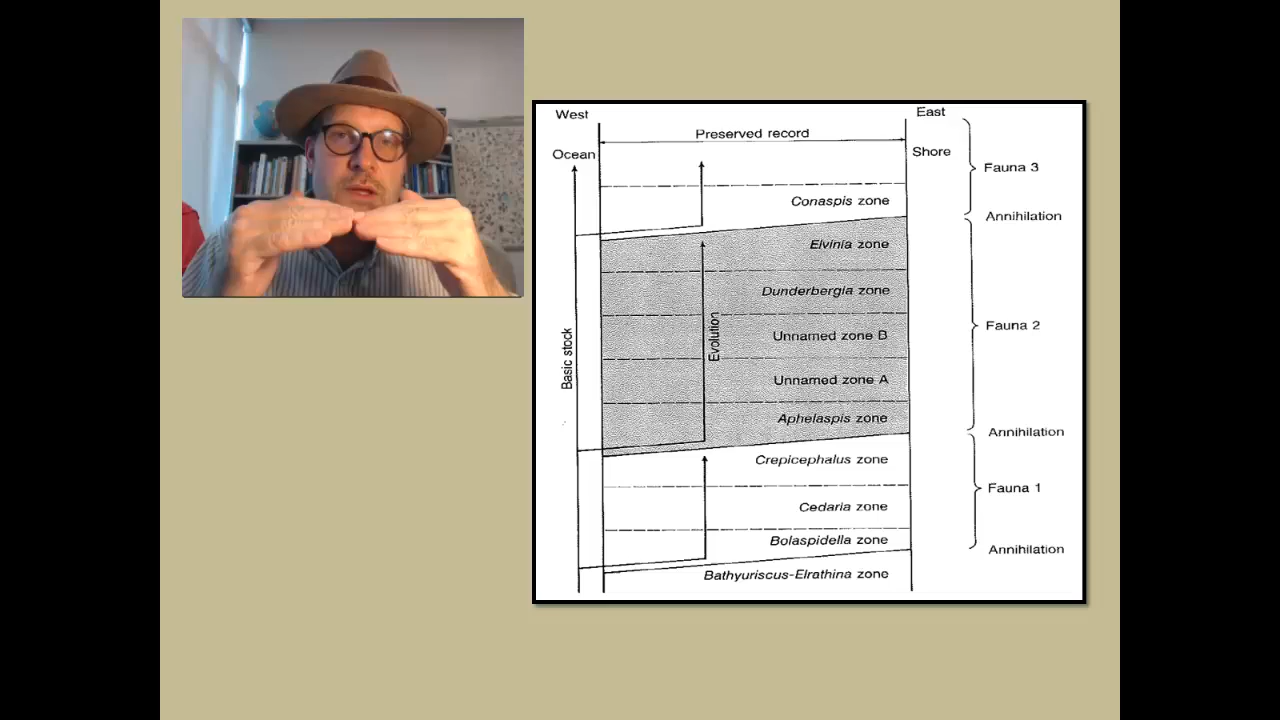 West
East
Preserved record
Ocean
Shore
Fauna 3
Conaspis zone
Annihilation
Elvinia zone
Dunderbergia zone
Fauna 2
Unnamed zone B
Evolution
Basic stock
Unnamed zone A
Aphelaspis zone
Annihilation
Crepicephalus zone
Fauna 1
Cedaria zone
Bolaspidella zone
Annihilation
Bathyuriscus-Elrathina zone